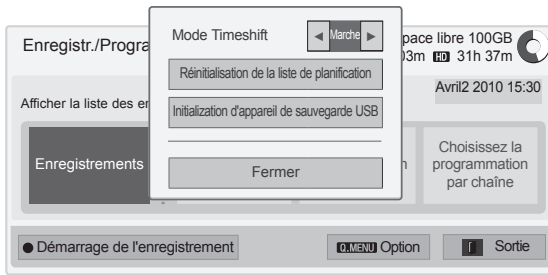 Enregistr./Progra
pace libre 100GB
03m HD 31h 37m
Mode Timeshift ◄ Marche ►
Réinitialisation de la liste de planification
Avril2 2010 15:30
Afficher la liste des er
Initialization d'appareil de sauvegarde USB
Enregistrements
Choisissez la
programmation
par chaîne
Fermer
● Démarrage de l'enregistrement
Q.MENU Option
Sortie